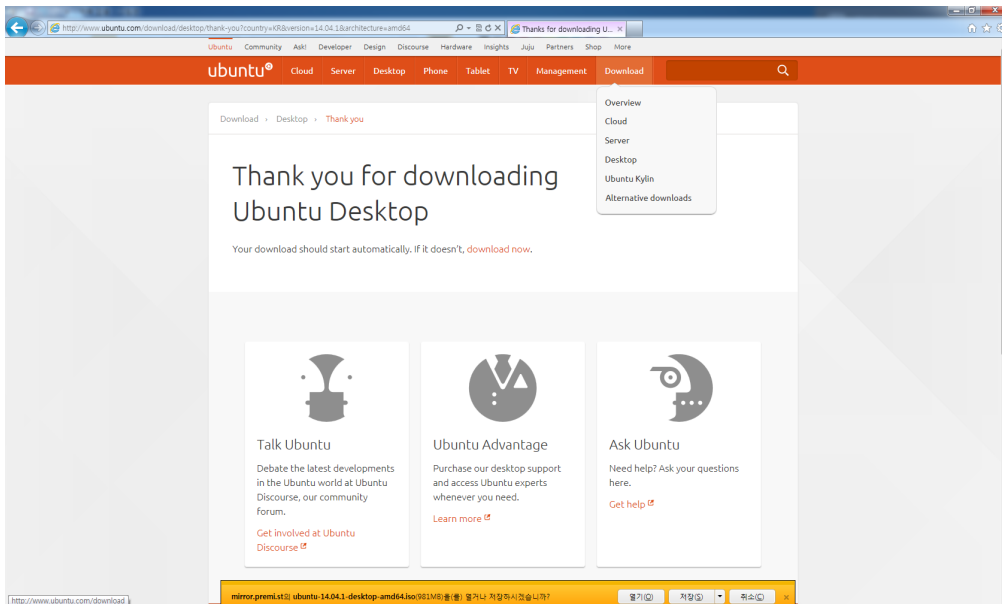 http://www.ubuntu.com/download/desktop/thank-you?country=KR&version=14.04.1&architecture=amd64
Thanks for downloading U...
Ubuntu Community Ask! Developer Design Discourse Hardware Insights Juju Partners Shop More
ubuntu® Cloud Server Desktop Phone Tablet TV Management Download
Overview
Cloud
Server
Desktop
Ubuntu Kylin
Alternative downloads
Download › Desktop › Thank you
Thank you for downloading
Ubuntu Desktop
Your download should start automatically. If it doesn't, download now.
Talk Ubuntu
Debate the latest developments
in the Ubuntu world at Ubuntu
Discourse, our community
forum.
Get involved at Ubuntu
Discourse
Ubuntu Advantage
Purchase our desktop support
and access Ubuntu experts
whenever you need.
Learn more
Ask Ubuntu
Need help? Ask your questions
here.
Get help
mirror.premi.st의 ubuntu-14.04.1-desktop-amd64.iso(981MB)을(를) 열거나 저장하시겠습니까?
열기(O) 저장(S) 취소(C)
http://www.ubuntu.com/download